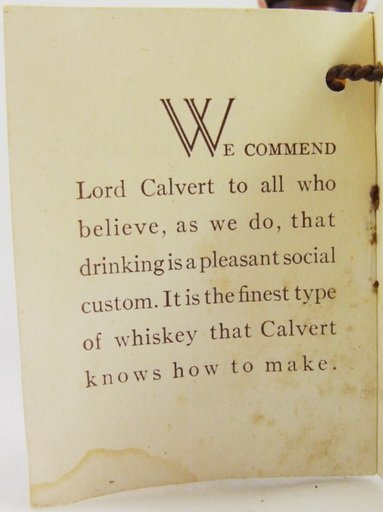 WE COMMEND
Lord Calvert to all who
believe, as we do, that
drinking is a pleasant social
custom. It is the finest type
of whiskey that Calvert
knows how to make.